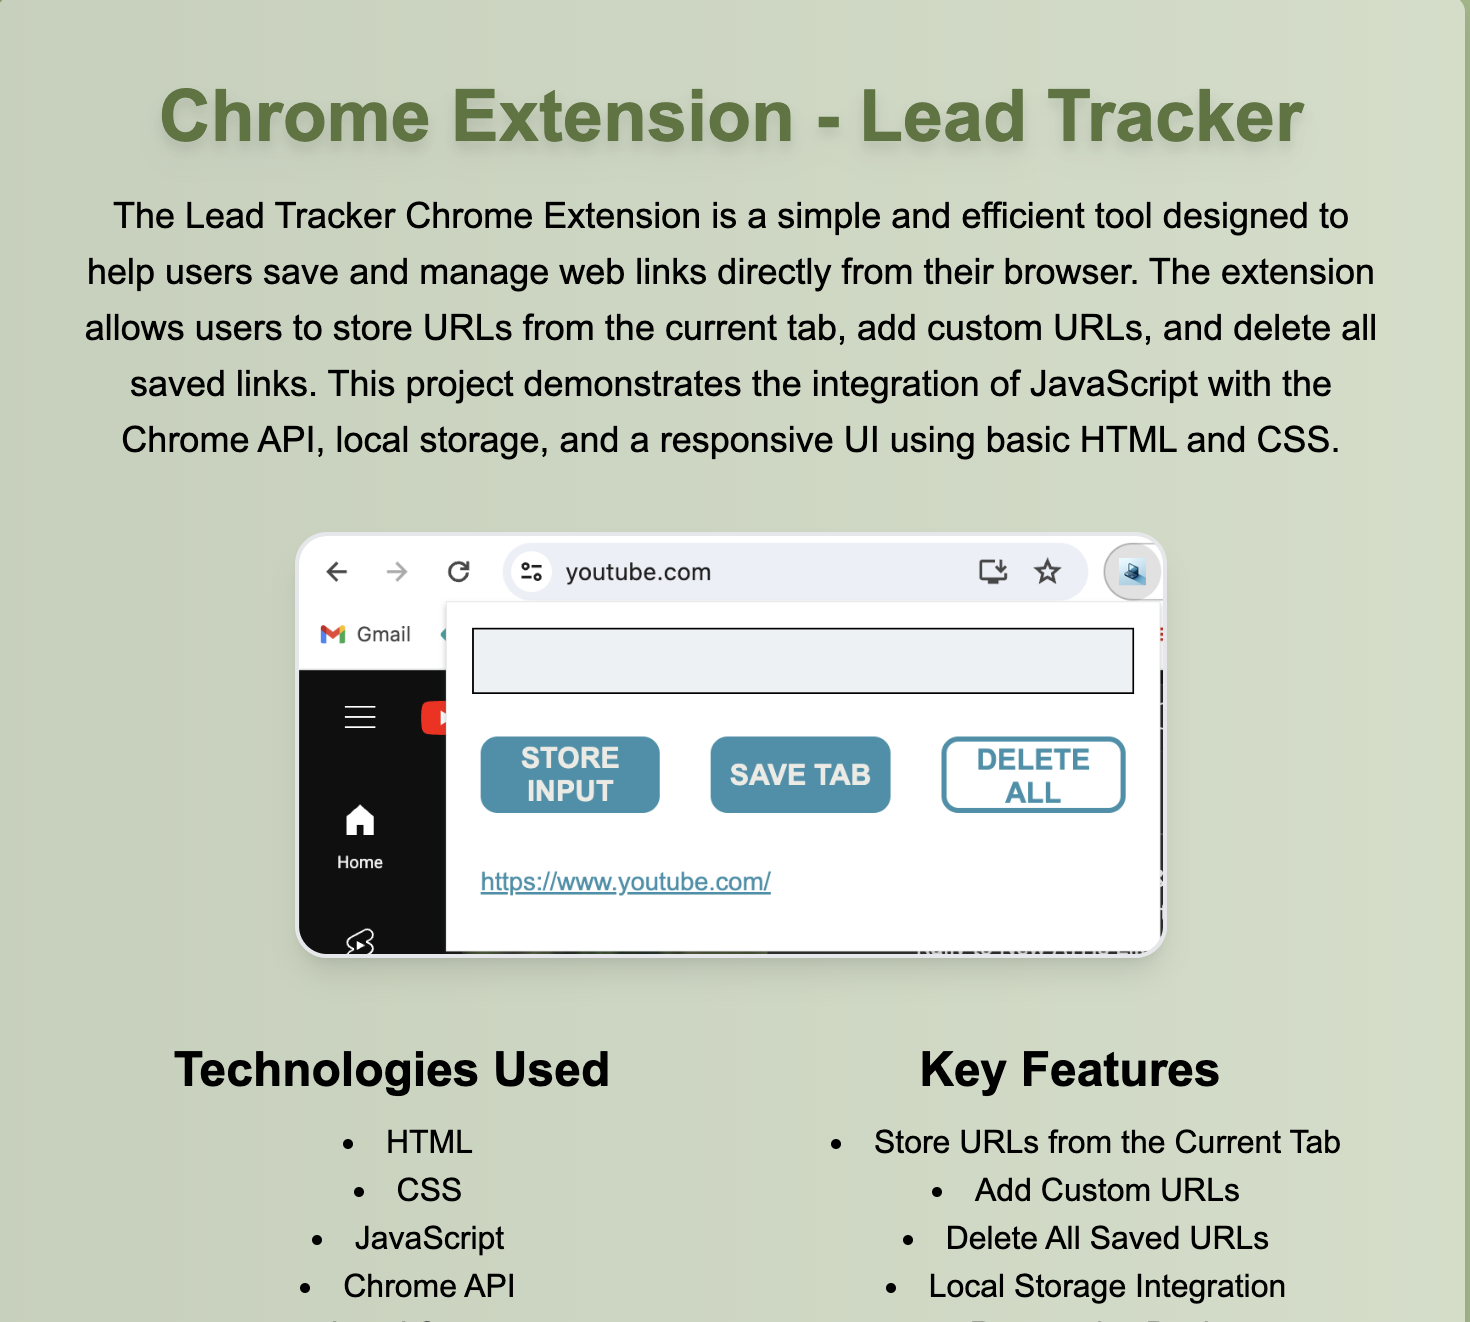 Chrome Extension - Lead Tracker
The Lead Tracker Chrome Extension is a simple and efficient tool designed to
help users save and manage web links directly from their browser. The extension
allows users to store URLs from the current tab, add custom URLs, and delete all
saved links. This project demonstrates the integration of JavaScript with the
Chrome API, local storage, and a responsive UI using basic HTML and CSS.
youtube.com
Gmail
STORE
INPUT
SAVE TAB
DELETE
ALL
Home
https://www.youtube.com/
Technologies Used
• HTML
• CSS
• JavaScript
• Chrome API
Key Features
• Store URLs from the Current Tab
• Add Custom URLs
• Delete All Saved URLs
• Local Storage Integration